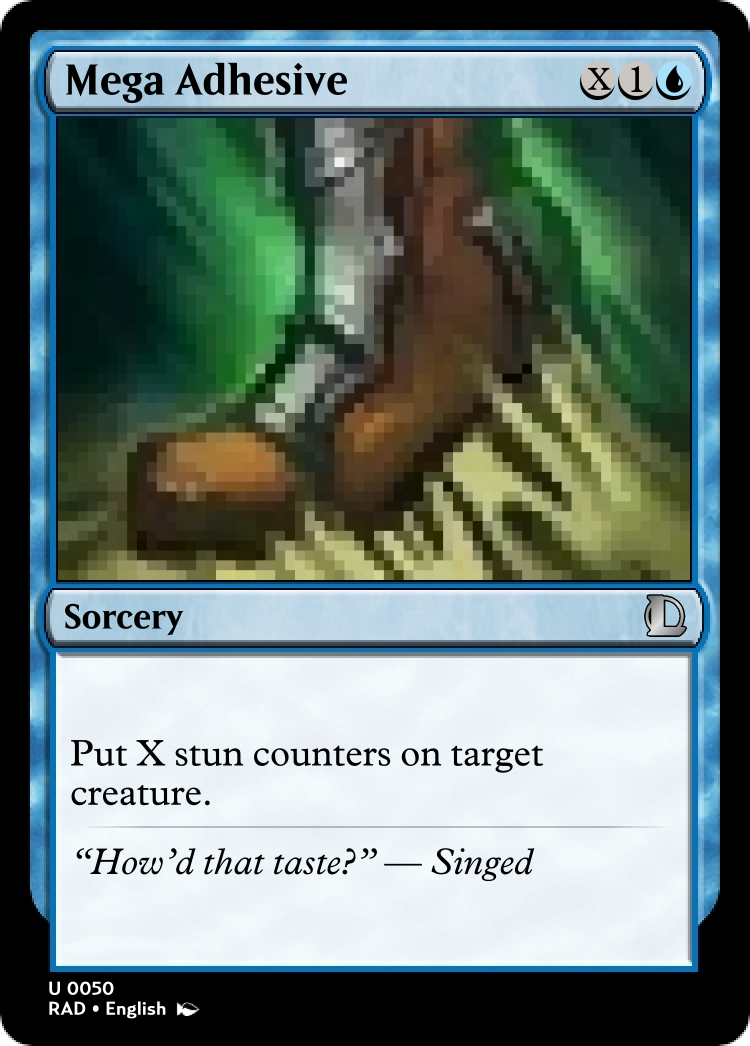 Mega Adhesive X1
Sorcery
Put X stun counters on target
creature.
“How’d that taste?” — Singed
U 0050
RAD • English